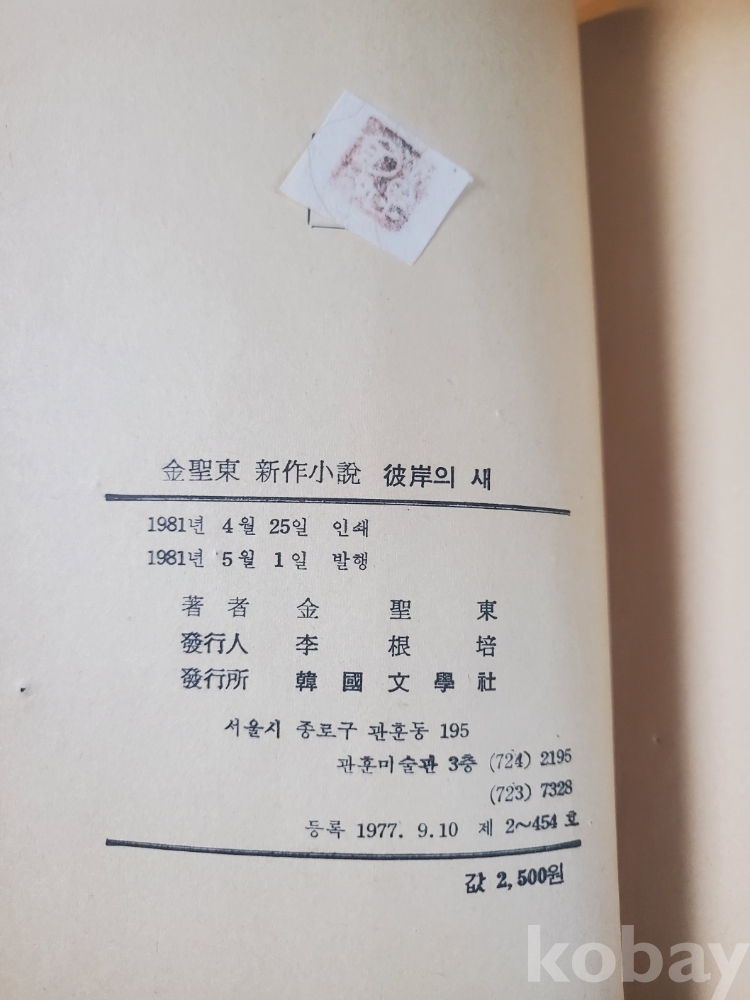 金聖東 新作小說 彼岸의 새
1981년 4월 25일 인쇄
1981년 5월 1일 발행
著者 金聖東
發行人 李根培
發行所 韓國文學社
서울시 종로구 관훈동 195
관훈미술관 3층 (724) 2195
(723) 7328
등록 1977. 9.10 제 2~454 호
값 2,500원
kobay